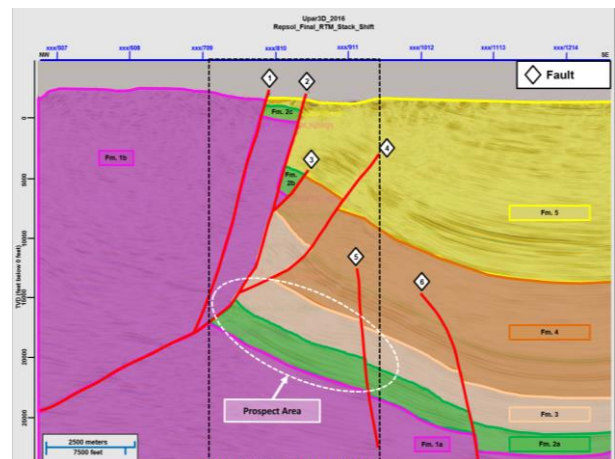 Upar3D_2016
Repsol_Final_RTM_Stack_Shift
xxx/607 xxx/608 xxx/709 xxx/810 xxx/911 xxx/1012 xxx/1113 xxx/1214
NW SE
1 2
Fault
0
Fm. 2c
Fm. 1b
3 4
5000
Fm. 2b
Fm. 5
TVD (feet below 0 feet)
10000
5
6
15000
Fm. 4
20000
Prospect Area
Fm. 3
25000
2500 meters
7500 feet
Fm. 1a
Fm. 2a